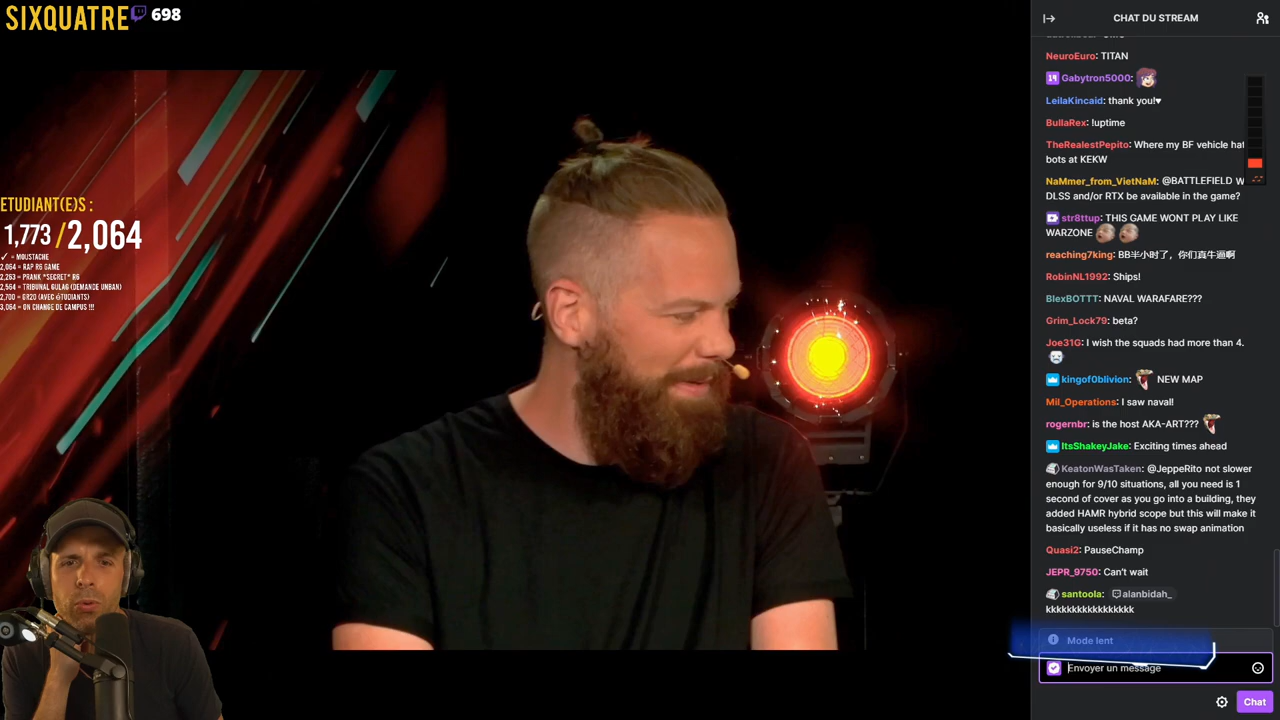 SIXQUATRE 698
ETUDIANT(E)S :
1,773 / 2,064
✓ = MOUSTACHE
2,064 = RAP R6 GAME
2,263 = PRANK *SECRET* R6
2,564 = TRIBUNAL GULAG (DEMANDE UNBAN)
2,700 = GR20 (AVEC ÉTUDIANTS)
3,064 = ON CHANGE DE CAMPUS !!!
CHAT DU STREAM
NeuroEuro: TITAN
Gabytron5000:
LeilaKincaid: thank you!♥
BullaRex: !uptime
TheRealestPepito: Where my BF vehicle hat
bots at KEKW
NaMmer_from_VietNaM: @BATTLEFIELD W
DLSS and/or RTX be available in the game?
str8ttup: THIS GAME WONT PLAY LIKE
WARZONE
reaching7king: BB半小时了，你们真牛逼啊
RobinNL1992: Ships!
BlexBOTTT: NAVAL WARAFARE???
Grim_Lock79: beta?
Joe31G: I wish the squads had more than 4.
kingof0blivion: NEW MAP
Mil_Operations: I saw naval!
rogernbr: is the host AKA-ART???
ItsShakeyJake: Exciting times ahead
KeatonWasTaken: @JeppeRito not slower
enough for 9/10 situations, all you need is 1
second of cover as you go into a building, they
added HAMR hybrid scope but this will make it
basically useless if it has no swap animation
Quasi2: PauseChamp
JEPR_9750: Can't wait
santoola: alanbidah_
kkkkkkkkkkkkkkkkk
Mode lent
Envoyer un message
Chat